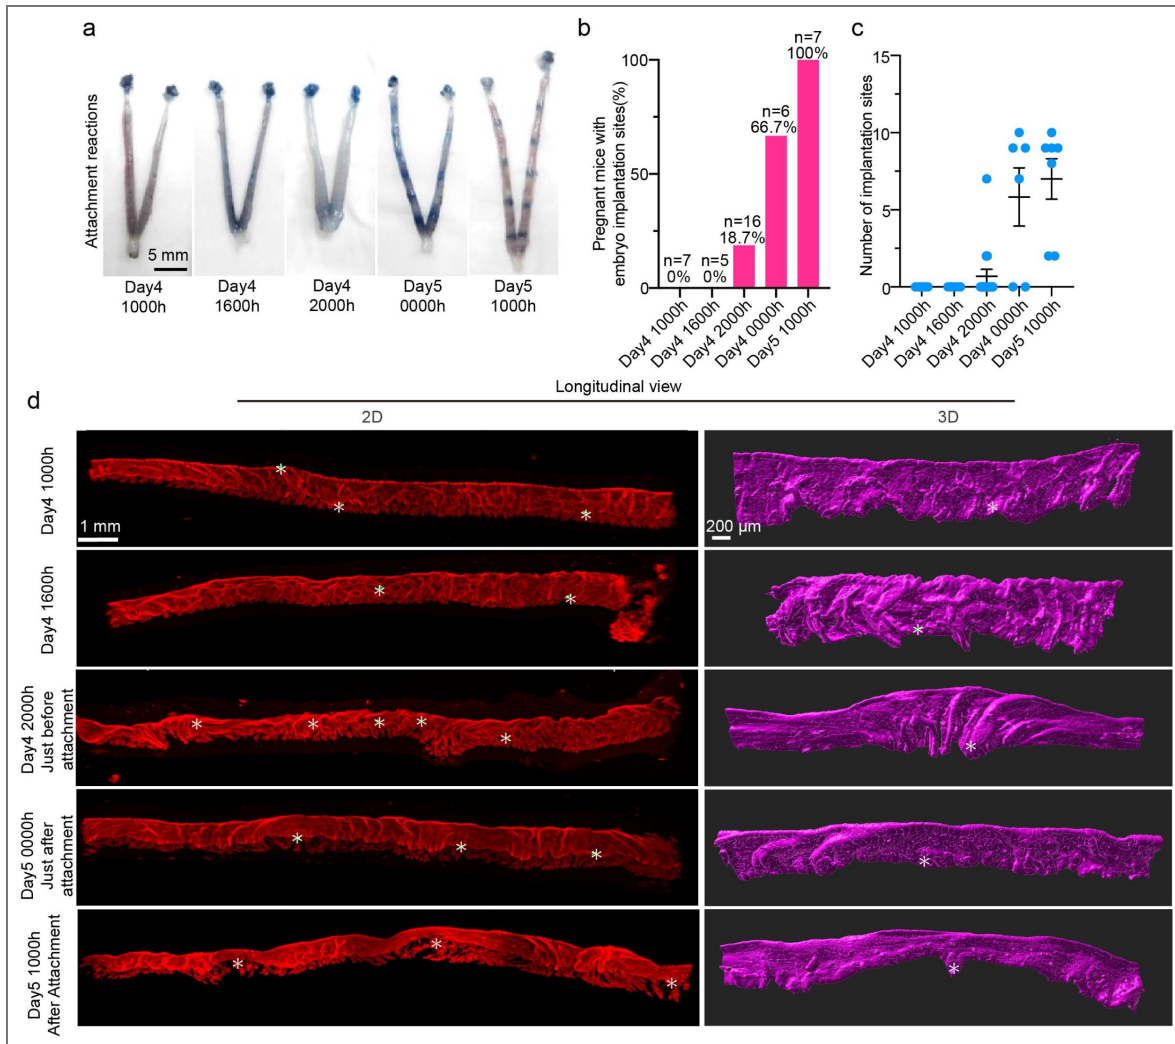 a
Attachment reactions
5 mm
Day4
1000h
Day4
1600h
Day4
2000h
Day5
0000h
Day5
1000h
b
Pregnant mice with
embryo implantation sites(%)
100
50
0
n=7
0%
n=5
0%
n=16
18.7%
n=6
66.7%
n=7
100%
Day4 1000h
Day4 1600h
Day4 2000h
Day4 0000h
Day5 1000h
c
Number of implantation sites
15
10
5
0
Day4 1000h
Day4 1600h
Day4 2000h
Day4 0000h
Day5 1000h
Longitudinal view
d
2D
3D
Day4 1000h
1 mm
200 µm
Day4 1600h
Day4 2000h
Just before
attachment
Day5 0000h
Just after
attachment
Day5 1000h
After Attachment